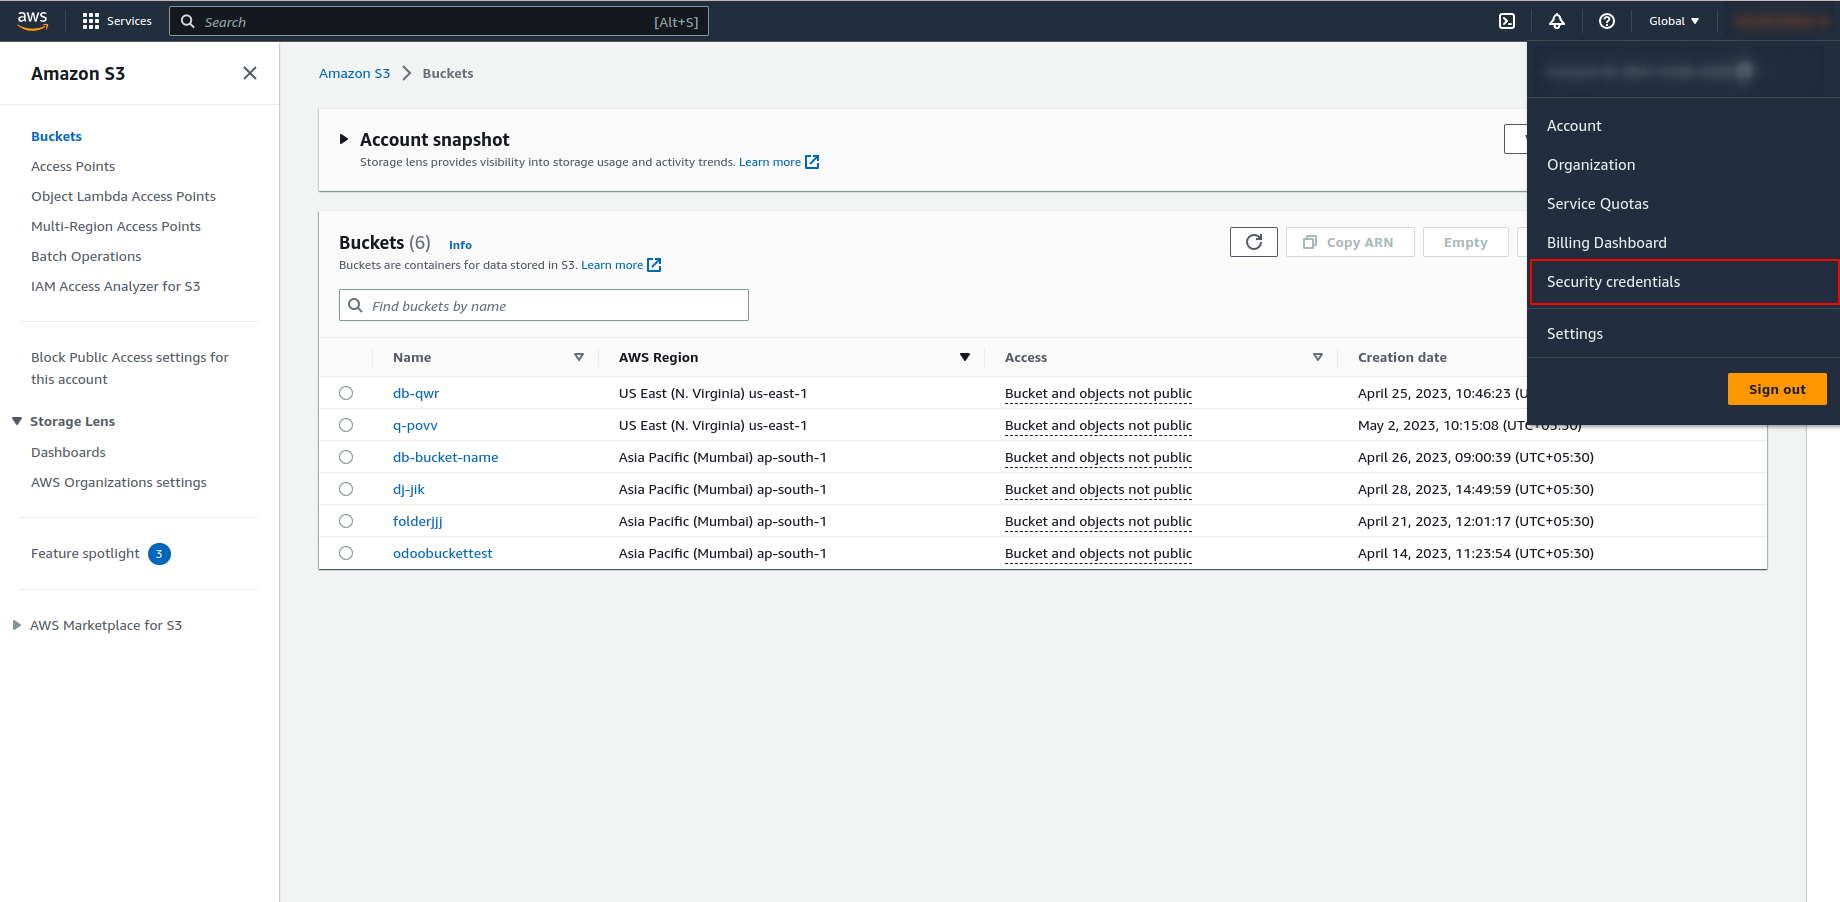 aws
Services
Search
[Alt+S]
Global
Amazon S3
Buckets
Access Points
Object Lambda Access Points
Multi-Region Access Points
Batch Operations
IAM Access Analyzer for S3
Block Public Access settings for
this account
Storage Lens
Dashboards
AWS Organizations settings
Feature spotlight 3
AWS Marketplace for S3
Amazon S3 Buckets
Account snapshot
Storage lens provides visibility into storage usage and activity trends. Learn more
Buckets (6) Info
Buckets are containers for data stored in S3. Learn more
Copy ARN
Empty
Find buckets by name
Name AWS Region Access Creation date
db-qwr US East (N. Virginia) us-east-1 Bucket and objects not public April 25, 2023, 10:46:23 (U
q-povv US East (N. Virginia) us-east-1 Bucket and objects not public May 2, 2023, 10:15:08 (UTC+05:30)
db-bucket-name Asia Pacific (Mumbai) ap-south-1 Bucket and objects not public April 26, 2023, 09:00:39 (UTC+05:30)
dj-jik Asia Pacific (Mumbai) ap-south-1 Bucket and objects not public April 28, 2023, 14:49:59 (UTC+05:30)
folderjjj Asia Pacific (Mumbai) ap-south-1 Bucket and objects not public April 21, 2023, 12:01:17 (UTC+05:30)
odoobuckettest Asia Pacific (Mumbai) ap-south-1 Bucket and objects not public April 14, 2023, 11:23:54 (UTC+05:30)
Account
Organization
Service Quotas
Billing Dashboard
Security credentials
Settings
Sign out